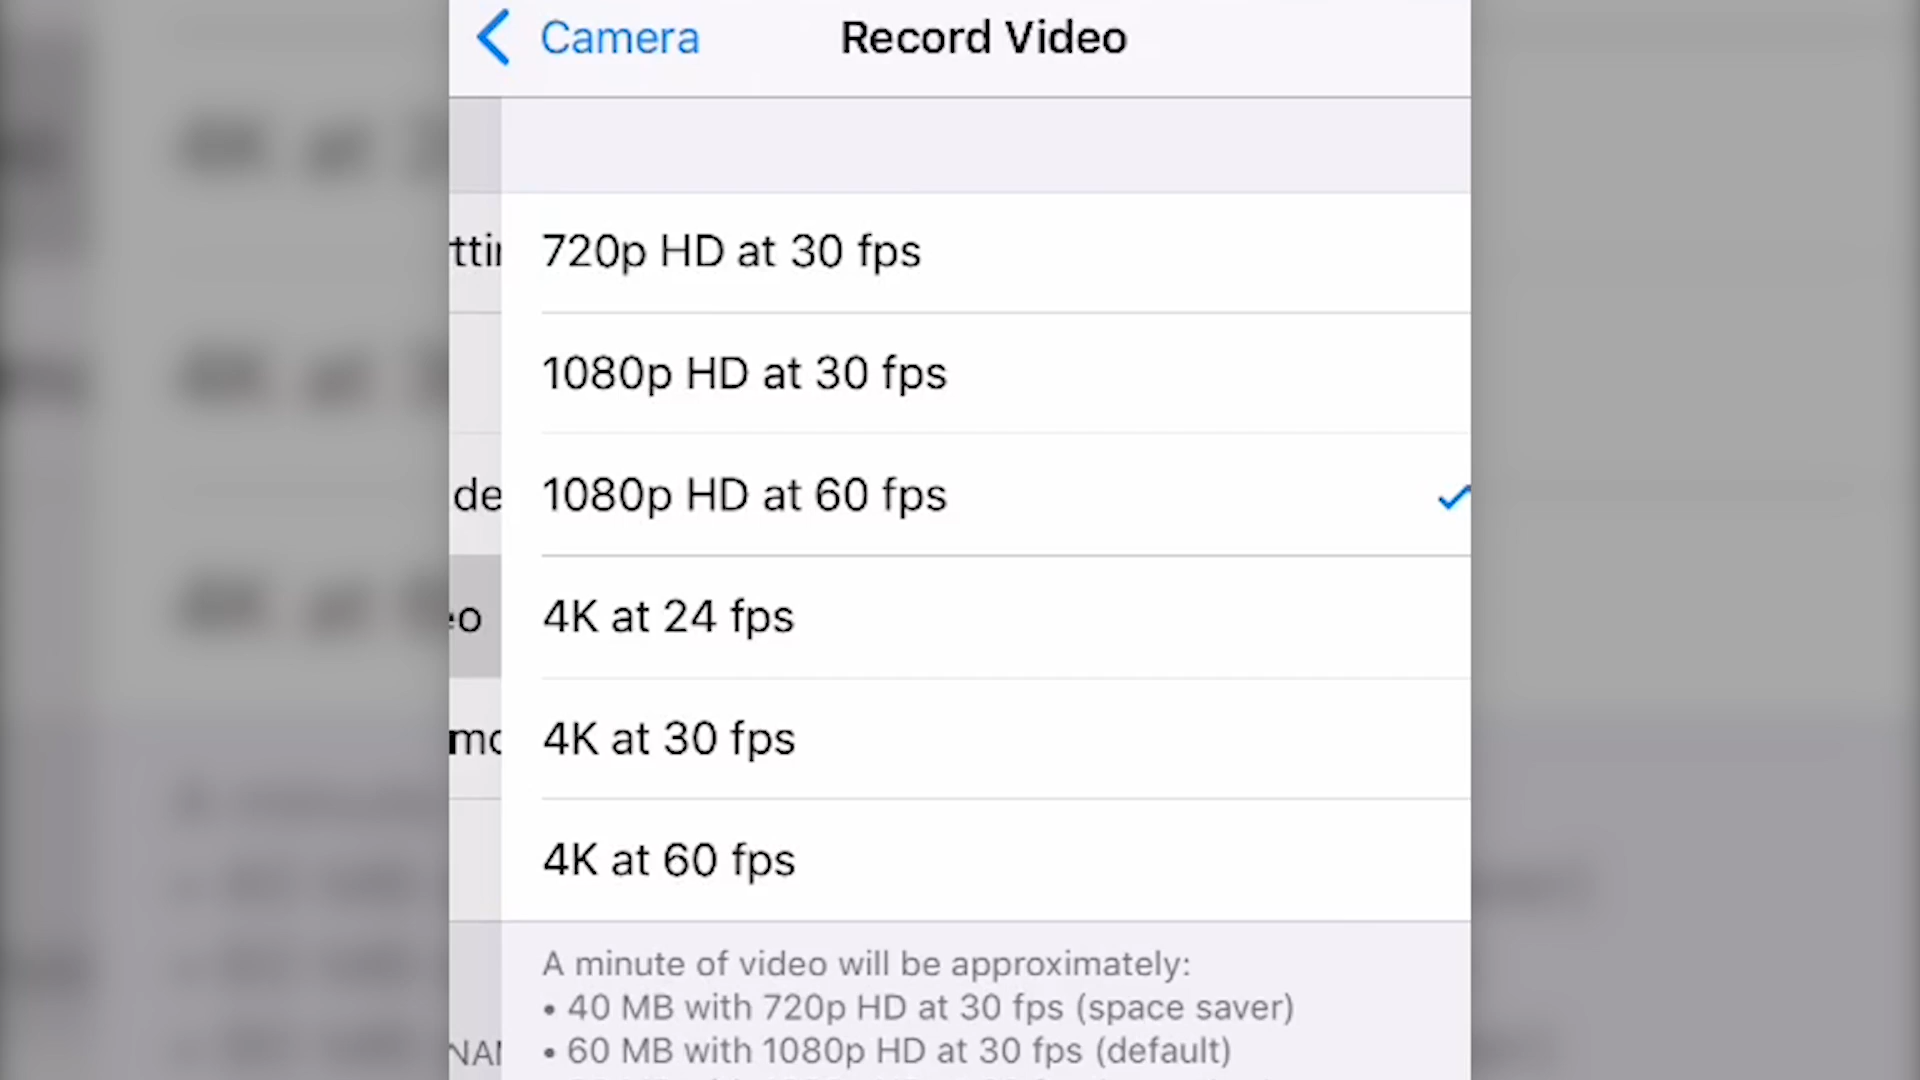 Camera
Record Video
720p HD at 30 fps
1080p HD at 30 fps
1080p HD at 60 fps
4K at 24 fps
4K at 30 fps
4K at 60 fps
A minute of video will be approximately:
• 40 MB with 720p HD at 30 fps (space saver)
• 60 MB with 1080p HD at 30 fps (default)